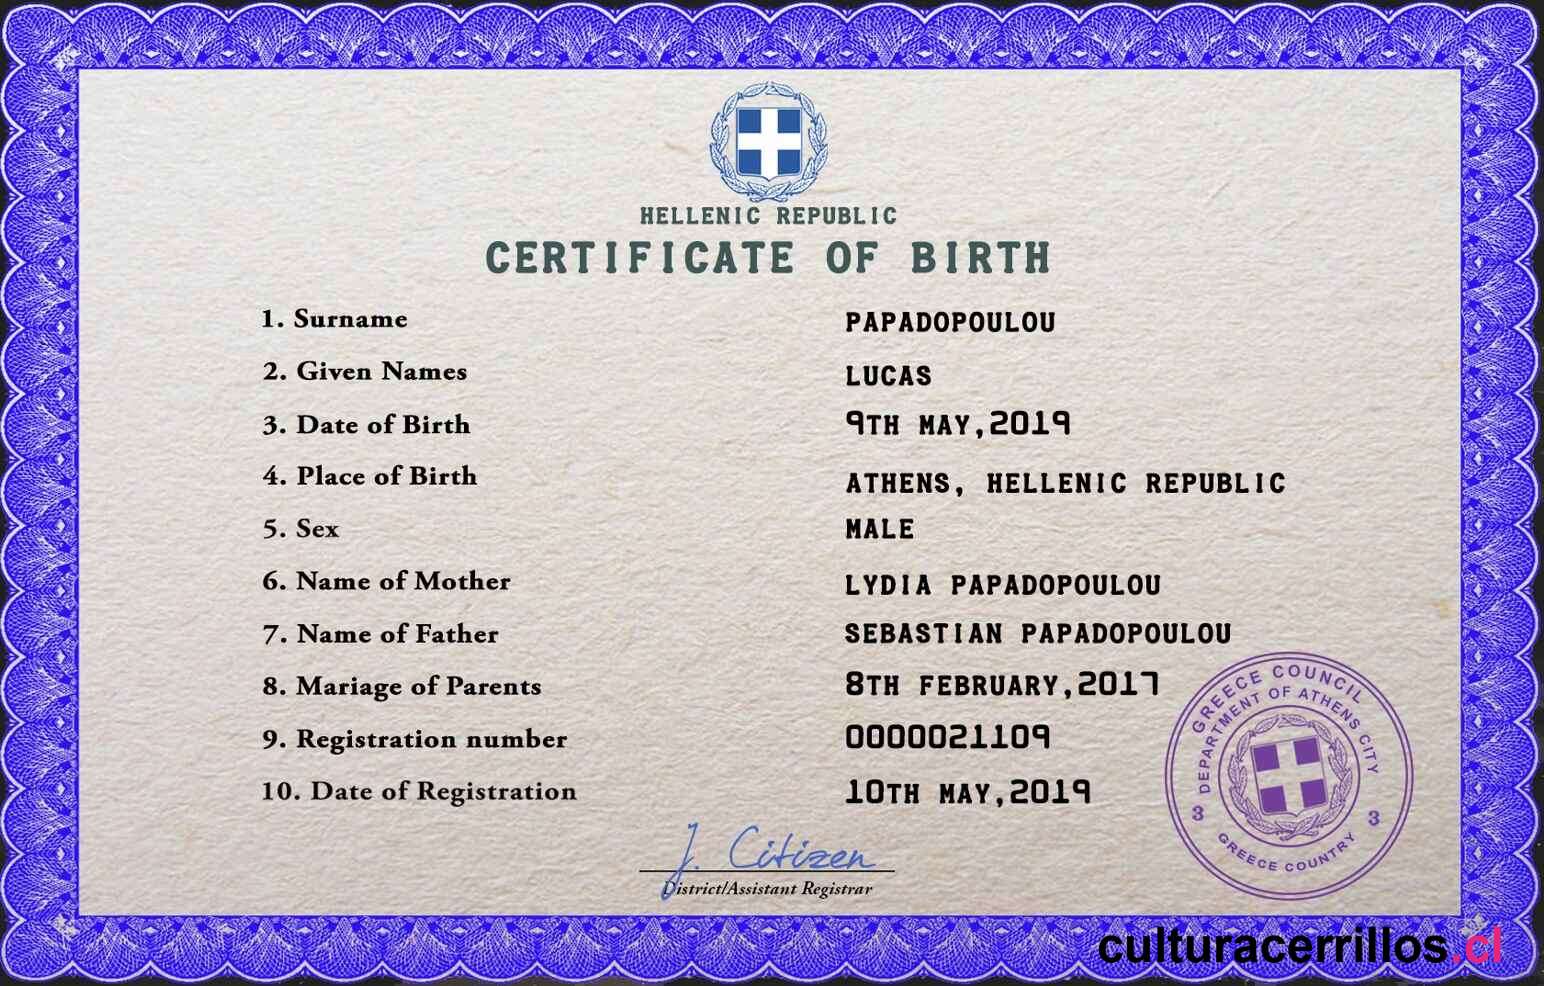 HELLENIC REPUBLIC
CERTIFICATE OF BIRTH
1. Surname PAPADOPOULOU
2. Given Names LUCAS
3. Date of Birth 9TH MAY,2019
4. Place of Birth ATHENS, HELLENIC REPUBLIC
5. Sex MALE
6. Name of Mother LYDIA PAPADOPOULOU
7. Name of Father SEBASTIAN PAPADOPOULOU
8. Mariage of Parents 8TH FEBRUARY,2017
9. Registration number 0000021109
10. Date of Registration 10TH MAY,2019
GREECE COUNCIL
DEPARTMENT OF ATHENS CITY
3 3
GREECE COUNTRY
J. Citizen
District/Assistant Registrar
culturacerrillos.cl